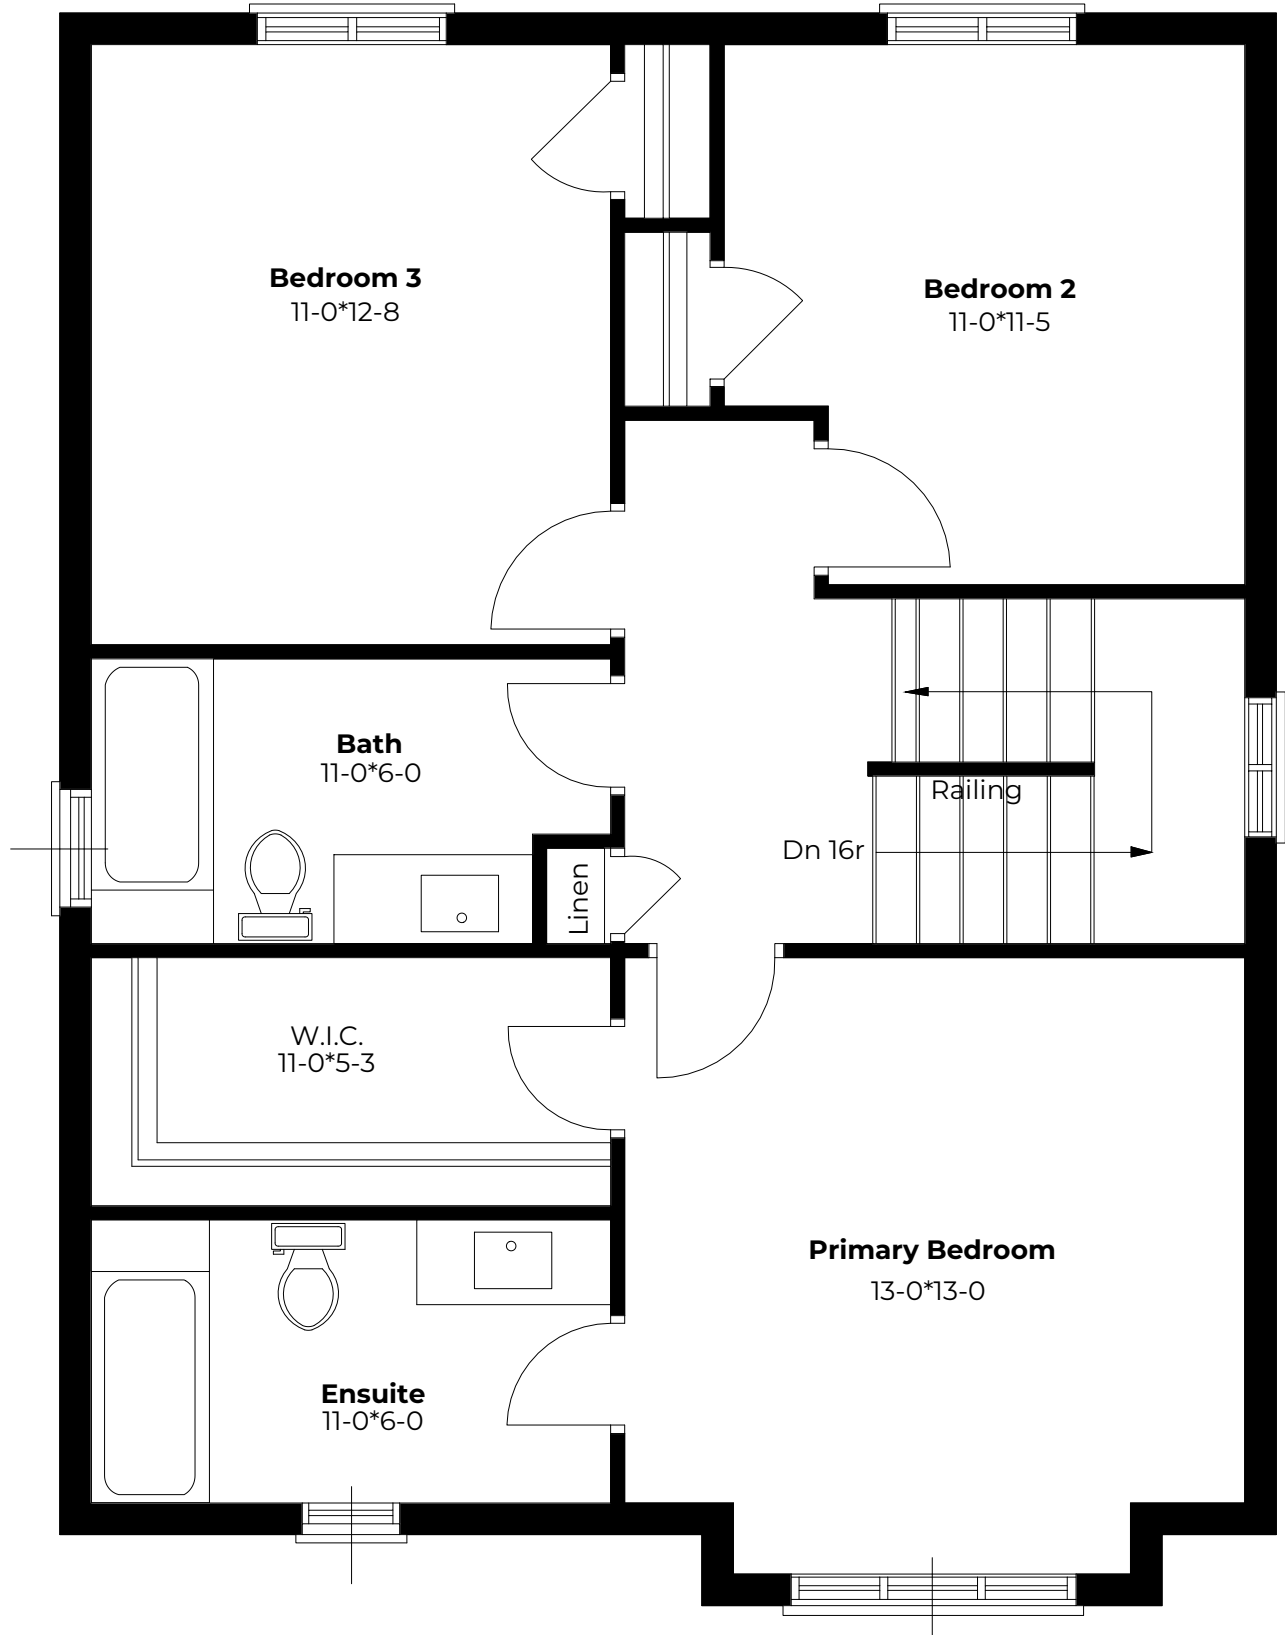 Bedroom 3
11-0*12-8
Bedroom 2
11-0*11-5
Bath
11-0*6-0
Railing
Dn 16r
Linen
W.I.C.
11-0*5-3
Primary Bedroom
13-0*13-0
Ensuite
11-0*6-0